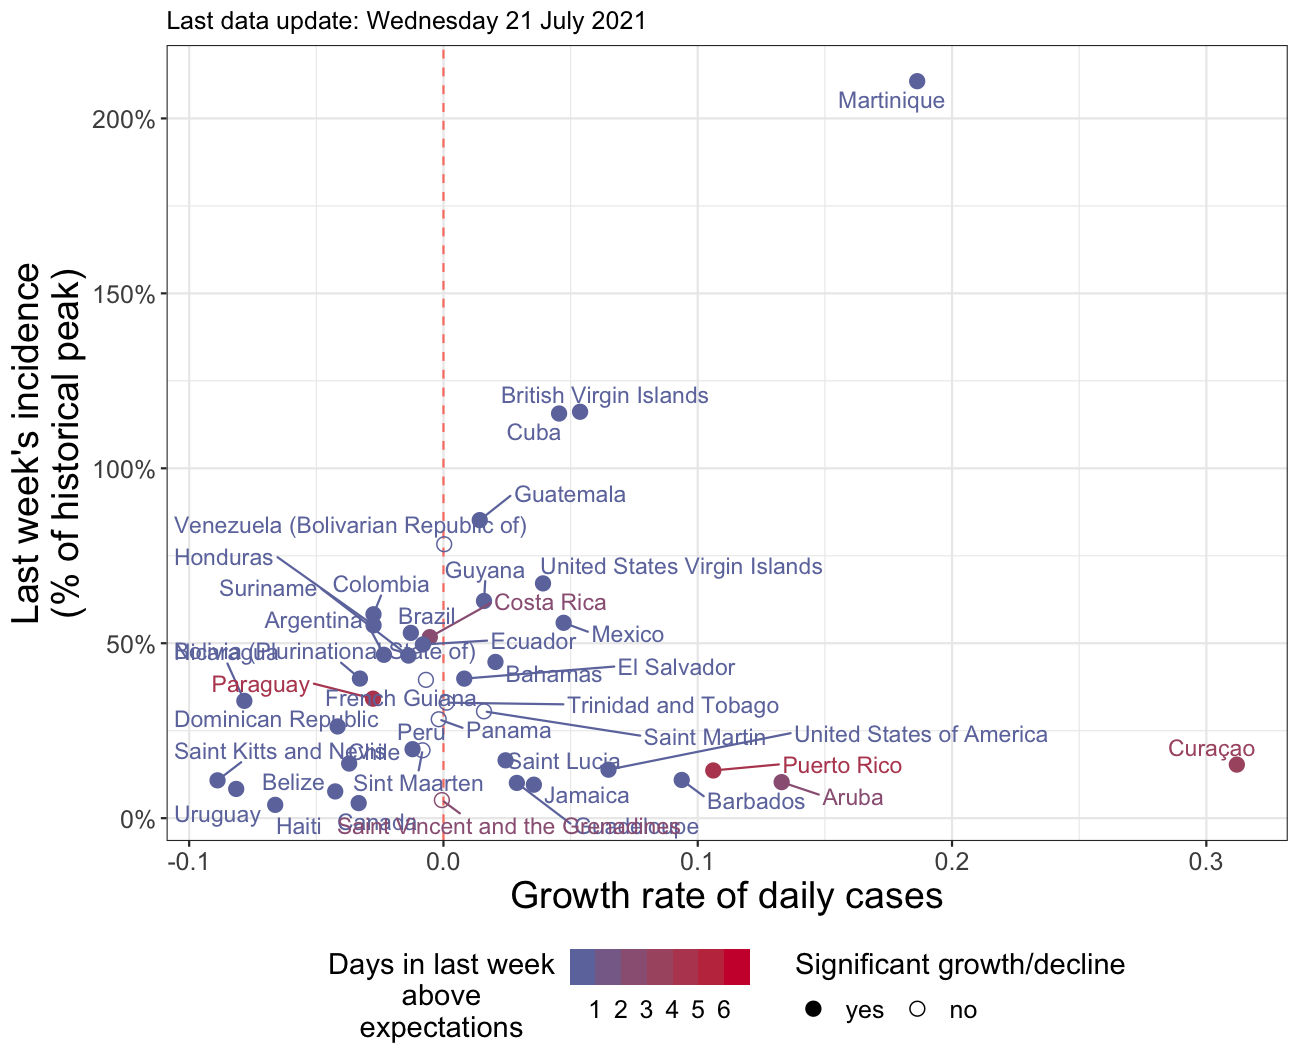 Last data update: Wednesday 21 July 2021
Last week's incidence
(% of historical peak)
200%
150%
100%
50%
0%
Martinique
British Virgin Islands
Cuba
Guatemala
Venezuela (Bolivarian Republic of)
Honduras
Guyana
United States Virgin Islands
Suriname
Colombia
Costa Rica
Argentina
Brazil
Mexico
Ecuador
Nicaragua
Bolivia (Plurinational State of)
El Salvador
Bahamas
Paraguay
French Guiana
Trinidad and Tobago
Dominican Republic
Peru
Panama
Saint Martin
United States of America
Curaçao
Saint Kitts and Nevis
Chile
Saint Lucia
Puerto Rico
Belize
Sint Maarten
Jamaica
Barbados
Aruba
Uruguay
Haiti
Canada
Saint Vincent and the Grenadines
Guadeloupe
-0.1
0.0
0.1
0.2
0.3
Growth rate of daily cases
Days in last week
above
expectations
1 2 3 4 5 6
Significant growth/decline
yes
no